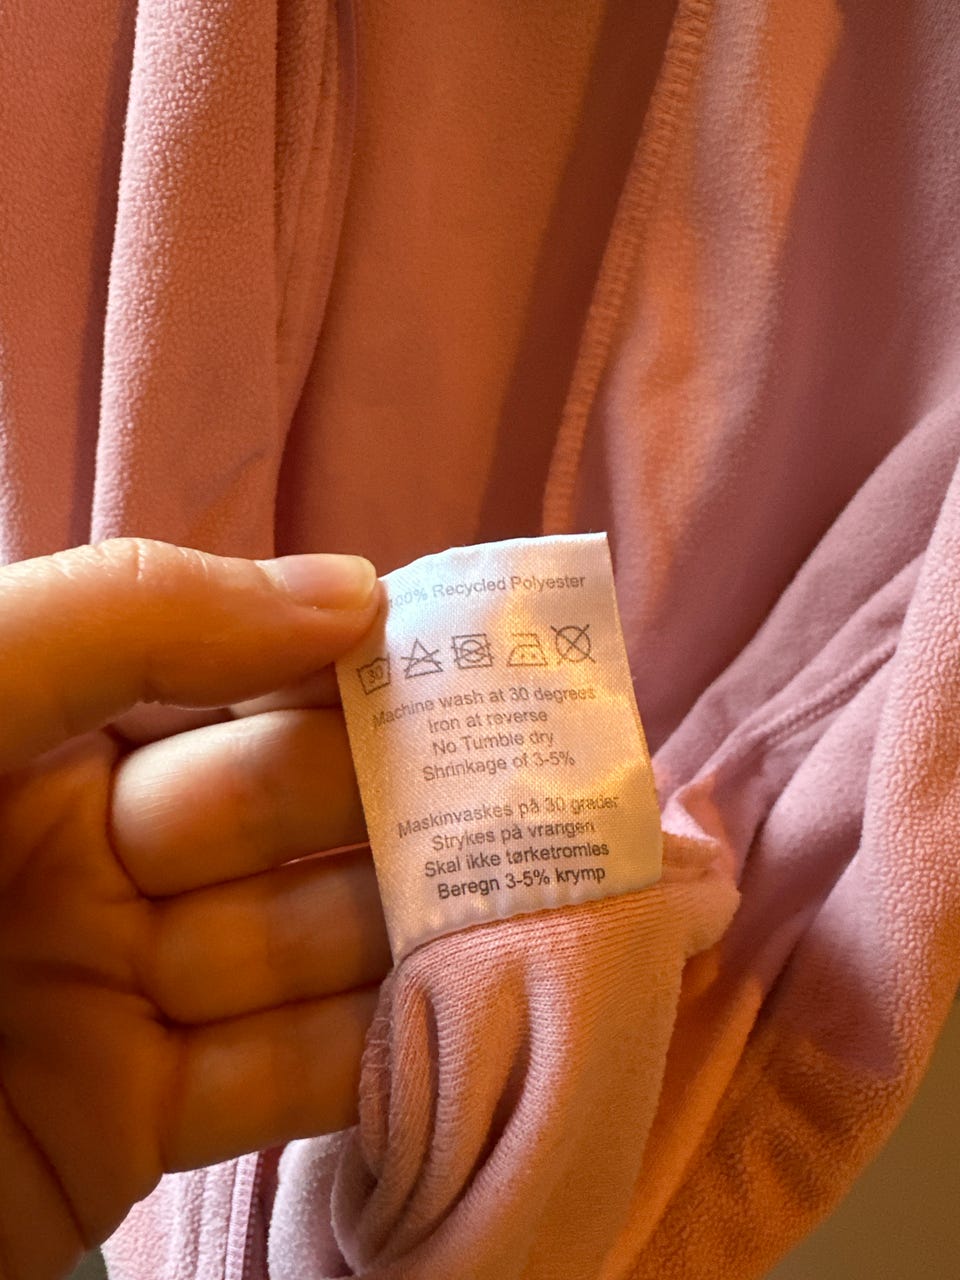 100% Recycled Polyester
30
Machine wash at 30 degrees
Iron at reverse
No Tumble dry
Shrinkage of 3-5%
Maskinvaskes på 30 grader
Strykes på vrangen
Skal ikke tørketromles
Beregn 3-5% krymp